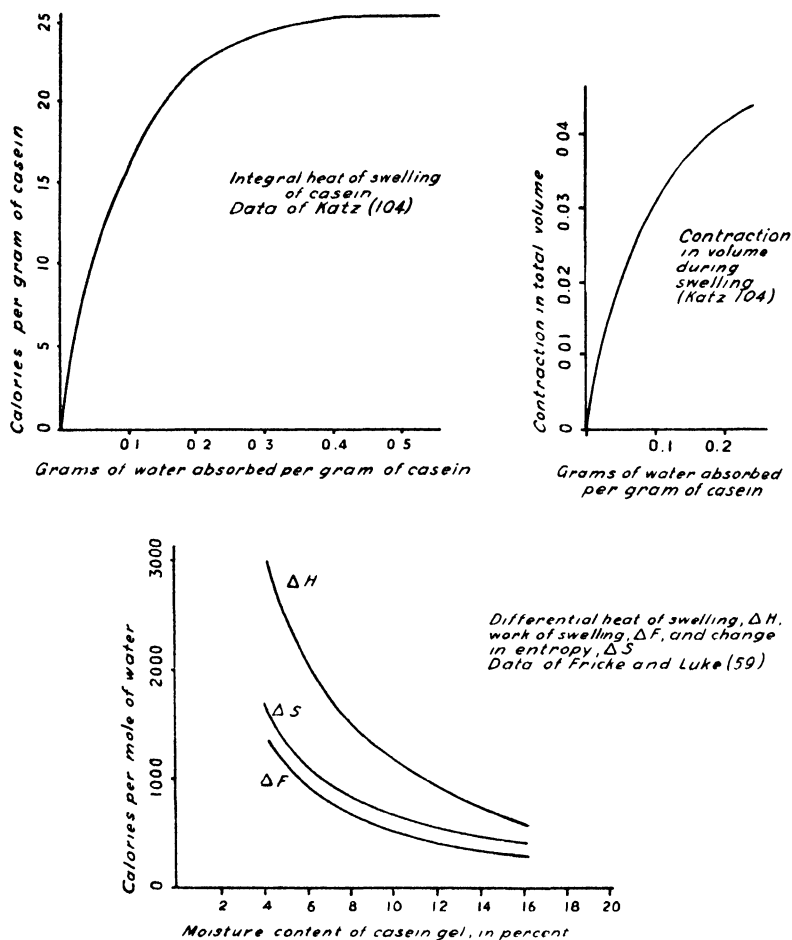 25
20
15
10
5
0
Calories per gram of casein
0 1
0 2
0.3
0.4
0 5
Grams of water absorbed per gram of casein
Integral heat of swelling
of casein
Data of Katz (104)
0 04
0.03
0.02
0 01
0
Contraction in total volume
0.1
0.2
Grams of water absorbed
per gram of casein
Contraction
in volume
during
swelling
(Katz 104)
3000
2000
1000
0
Calories per mole of water
ΔH
ΔS
ΔF
2 4 6 8 10 12 14 16 18 20
Moisture content of casein gel, in percent
Differential heat of swelling, ΔH,
work of swelling, ΔF, and change
in entropy, ΔS
Data of Fricke and Luke (59)